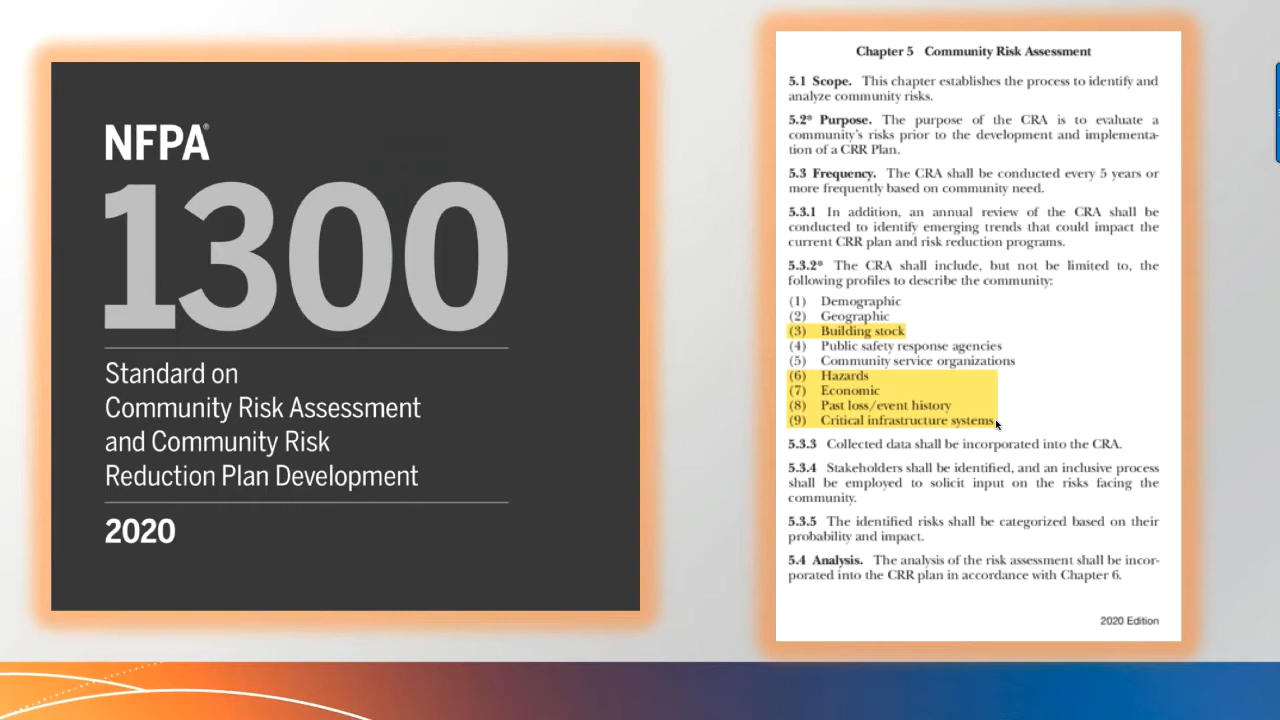 NFPA®
1300
Standard on
Community Risk Assessment
and Community Risk
Reduction Plan Development
2020
Chapter 5 Community Risk Assessment
5.1 Scope. This chapter establishes the process to identify and
analyze community risks.
5.2* Purpose. The purpose of the CRA is to evaluate a
community's risks prior to the development and implementa-
tion of a CRR Plan.
5.3 Frequency. The CRA shall be conducted every 5 years or
more frequently based on community need.
5.3.1 In addition, an annual review of the CRA shall be
conducted to identify emerging trends that could impact the
current CRR plan and risk reduction programs.
5.3.2* The CRA shall include, but not be limited to, the
following profiles to describe the community:
(1) Demographic
(2) Geographic
(3) Building stock
(4) Public safety response agencies
(5) Community service organizations
(6) Hazards
(7) Economic
(8) Past loss/event history
(9) Critical infrastructure systems
5.3.3 Collected data shall be incorporated into the CRA.
5.3.4 Stakeholders shall be identified, and an inclusive process
shall be employed to solicit input on the risks facing the
community.
5.3.5 The identified risks shall be categorized based on their
probability and impact.
5.4 Analysis. The analysis of the risk assessment shall be incor-
porated into the CRR plan in accordance with Chapter 6.
2020 Edition